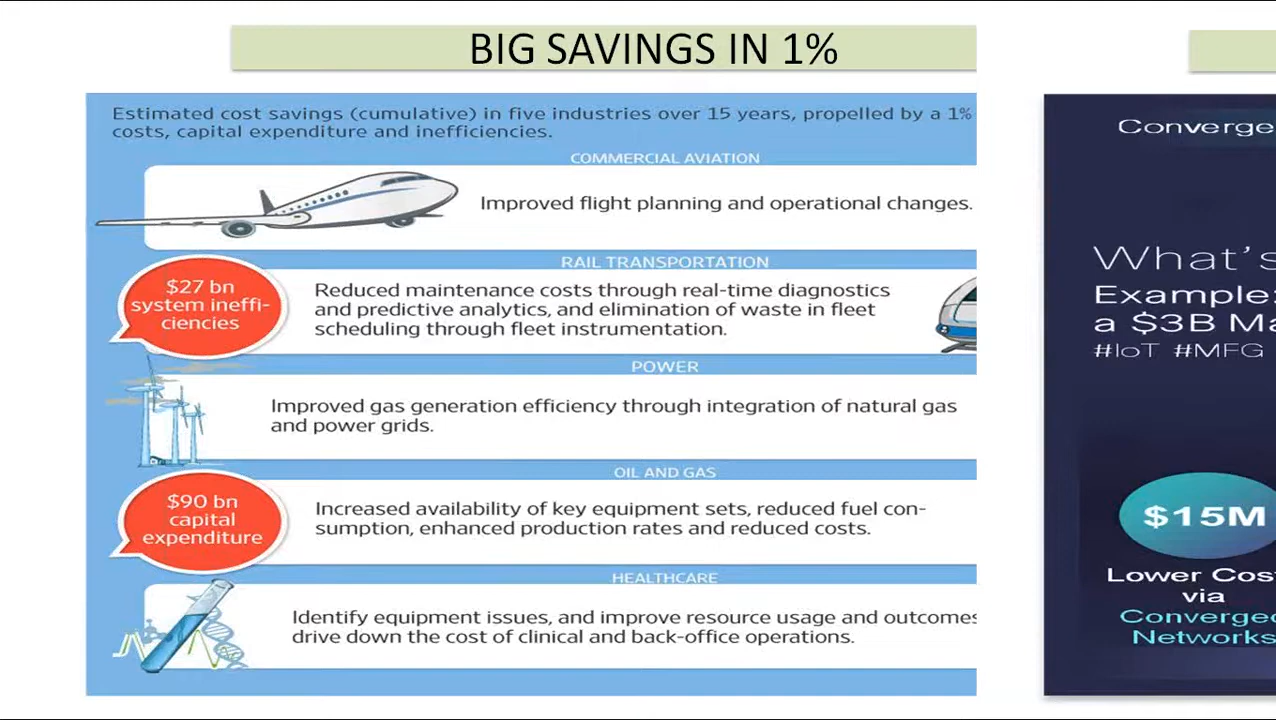 BIG SAVINGS IN 1%
Estimated cost savings (cumulative) in five industries over 15 years, propelled by a 1%
costs, capital expenditure and inefficiencies.
COMMERCIAL AVIATION
Improved flight planning and operational changes.
RAIL TRANSPORTATION
$27 bn
system ineffi-
ciencies
Reduced maintenance costs through real-time diagnostics
and predictive analytics, and elimination of waste in fleet
scheduling through fleet instrumentation.
POWER
Improved gas generation efficiency through integration of natural gas
and power grids.
OIL AND GAS
$90 bn
capital
expenditure
Increased availability of key equipment sets, reduced fuel con-
sumption, enhanced production rates and reduced costs.
HEALTHCARE
Identify equipment issues, and improve resource usage and outcomes
drive down the cost of clinical and back-office operations.
Converge
What's
Example:
a $3B Ma
#IoT #MFG
$15M
Lower Cost
via
Converged
Networks